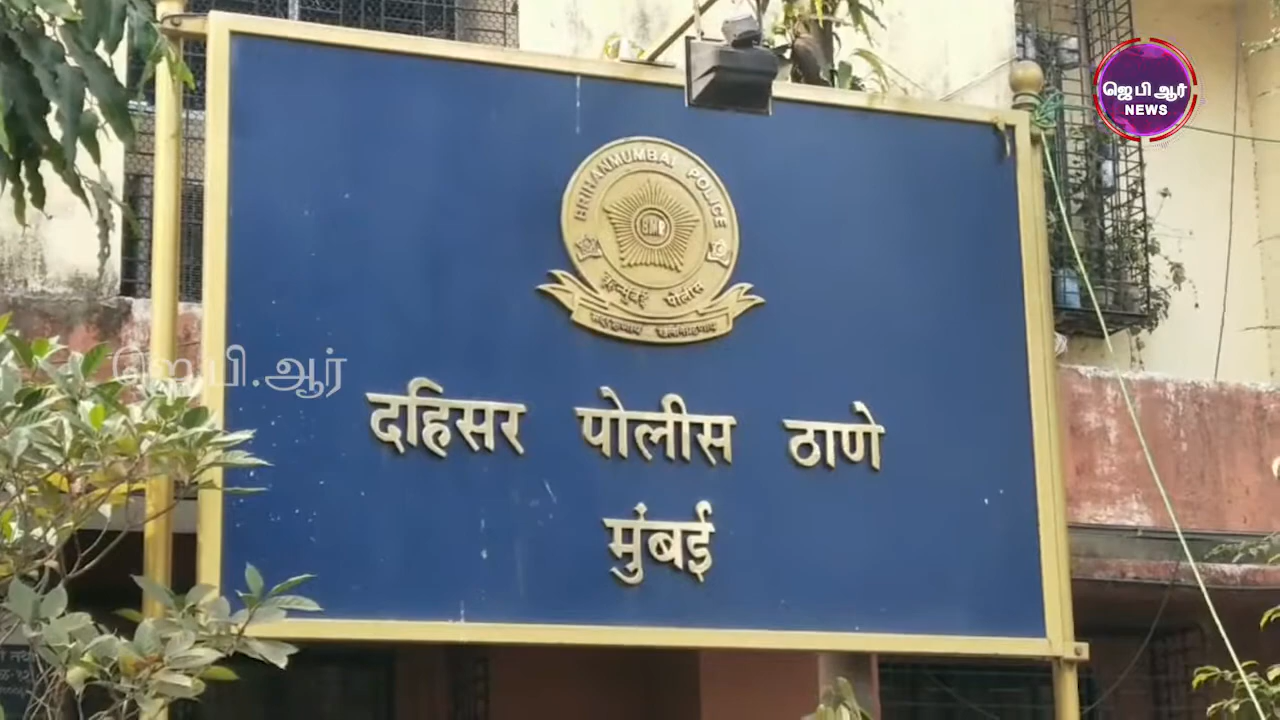 ஜெ பி ஆர்
NEWS
BRIHANMUMBAI POLICE
BMP
बृहन्मुंबई पोलीस
ஜெ.பி.ஆர்
दहिसर पोलीस ठाणे
मुंबई